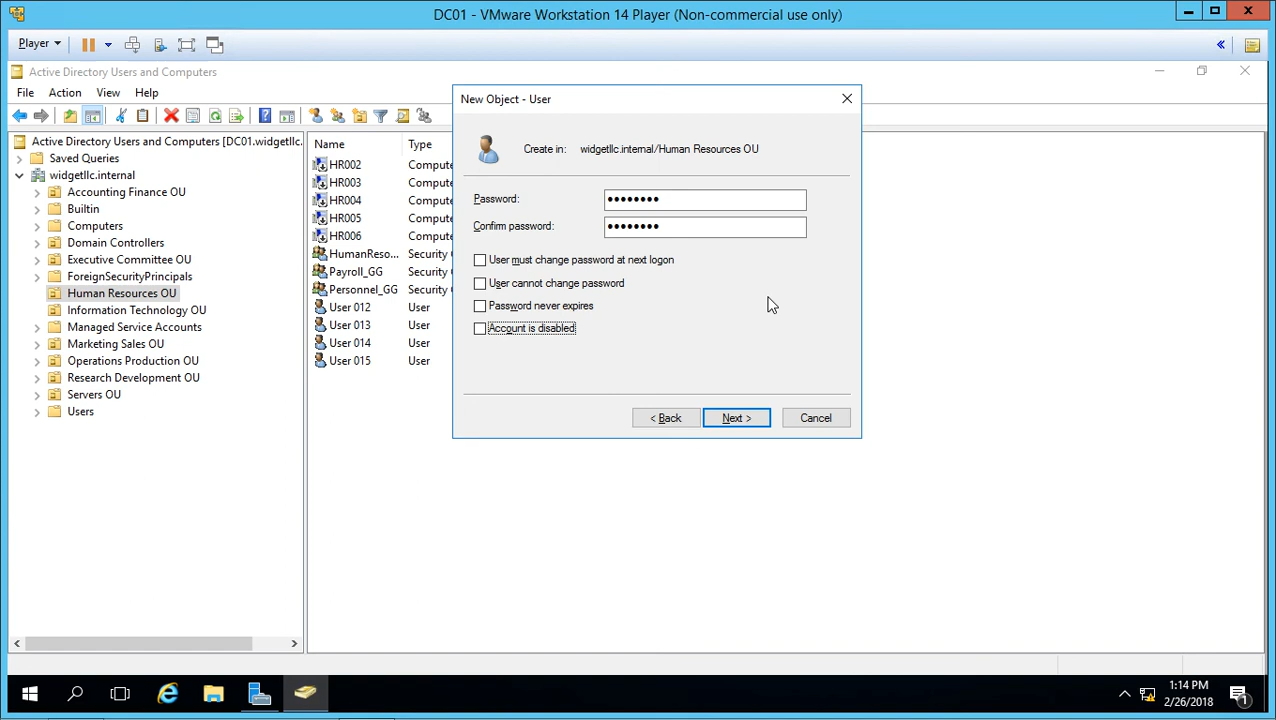 DC01 - VMware Workstation 14 Player (Non-commercial use only)
Player
Active Directory Users and Computers
File Action View Help
New Object - User
Create in: widgetllc.internal/Human Resources OU
Password: ••••••••
Confirm password: ••••••••
User must change password at next logon
User cannot change password
Password never expires
Account is disabled
< Back Next > Cancel
Active Directory Users and Computers [DC01.widgetllc.
Saved Queries
widgetllc.internal
Accounting Finance OU
Builtin
Computers
Domain Controllers
Executive Committee OU
ForeignSecurityPrincipals
Human Resources OU
Information Technology OU
Managed Service Accounts
Marketing Sales OU
Operations Production OU
Research Development OU
Servers OU
Users
Name Type
HR002 Compute
HR003 Compute
HR004 Compute
HR005 Compute
HR006 Compute
HumanReso... Security
Payroll_GG Security
Personnel_GG Security
User 012 User
User 013 User
User 014 User
User 015 User
1:14 PM
2/26/2018
1